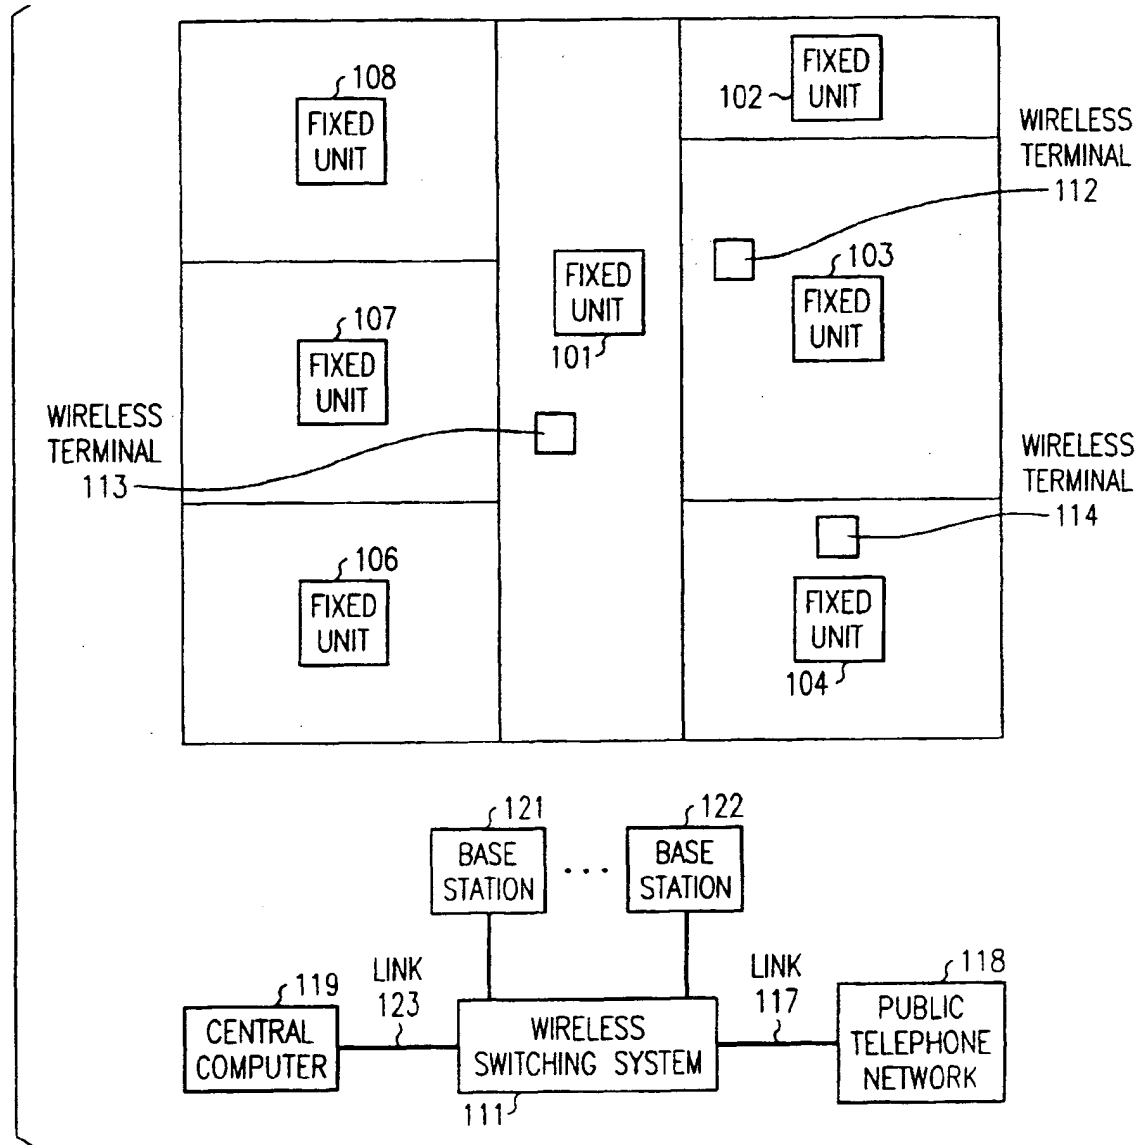 108
FIXED
UNIT
102
FIXED
UNIT
WIRELESS
TERMINAL
112
103
FIXED
UNIT
FIXED
UNIT
101
107
FIXED
UNIT
WIRELESS
TERMINAL
113
WIRELESS
TERMINAL
114
106
FIXED
UNIT
FIXED
UNIT
104
121
BASE
STATION
...
122
BASE
STATION
119
CENTRAL
COMPUTER
LINK
123
WIRELESS
SWITCHING SYSTEM
111
LINK
117
118
PUBLIC
TELEPHONE
NETWORK